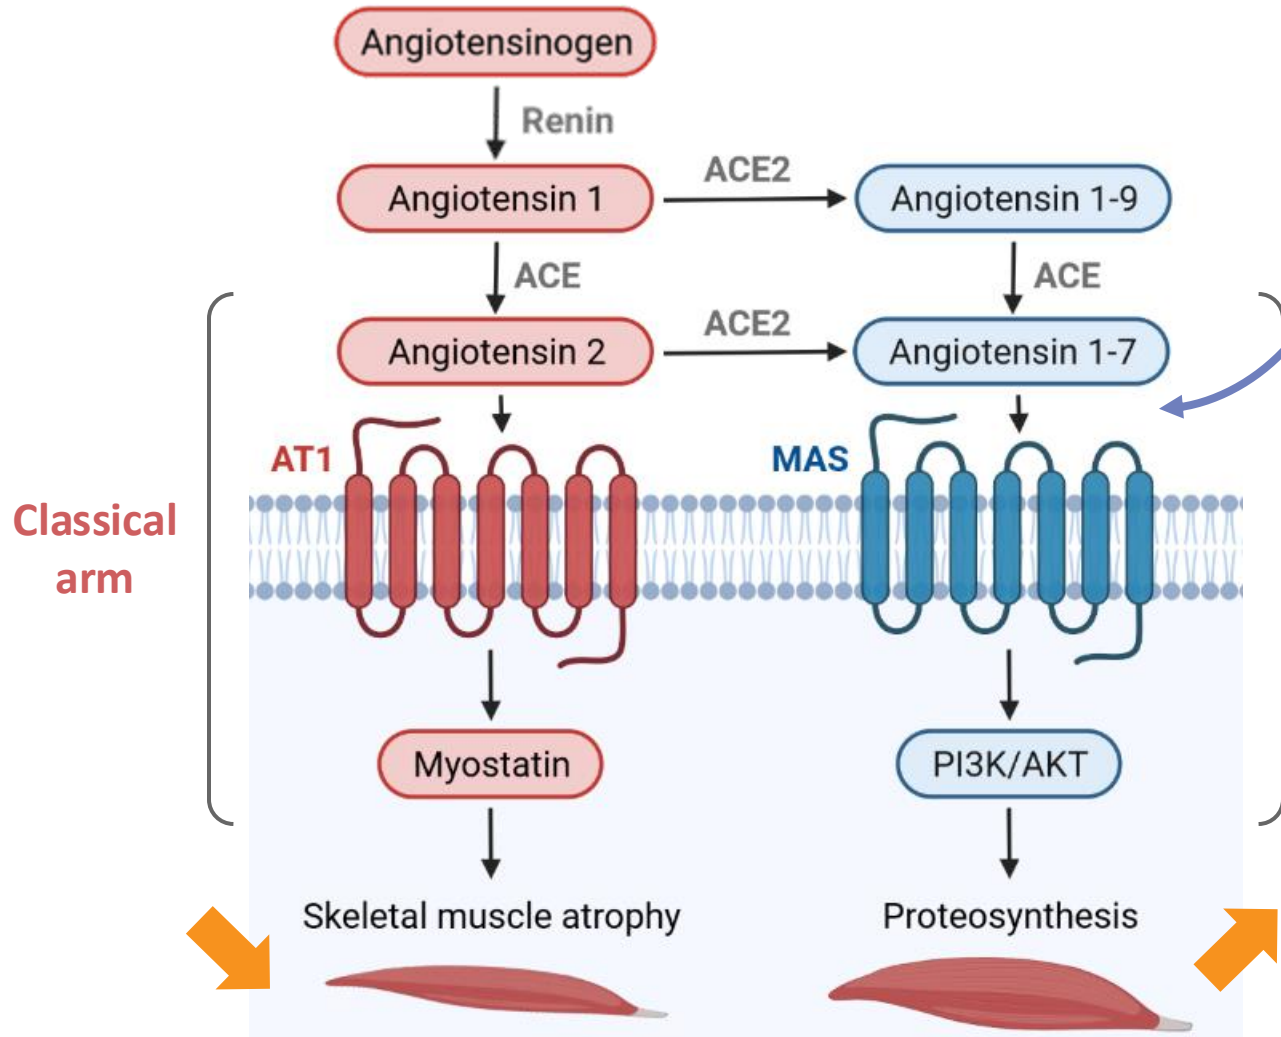 Angiotensinogen
Renin
Angiotensin 1
ACE2
Angiotensin 1-9
ACE
ACE
Angiotensin 2
ACE2
Angiotensin 1-7
AT1
MAS
Classical
arm
Myostatin
PI3K/AKT
Skeletal muscle atrophy
Proteosynthesis